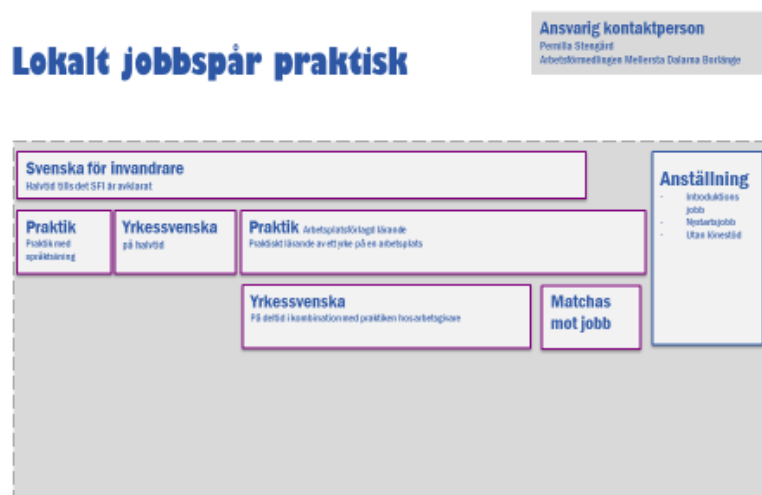 Lokalt jobbspår praktisk
Ansvarig kontaktperson
Pernilla Stengård
Arbetsförmedlingen Mellersta Dalarna Borlänge
Svenska för invandrare
Halvtid tills det SFI är avklarat
Praktik
Praktik med
språkträning
Yrkessvenska
på halvtid
Praktik Arbetsplatsförlagt lärande
Praktiskt lärande av ett yrke på en arbetsplats
Yrkessvenska
På deltid i kombination med praktiken hos arbetsgivare
Matchas
mot jobb
Anställning
- Introduktions
jobb
- Nystartsjobb
- Utan lönestöd